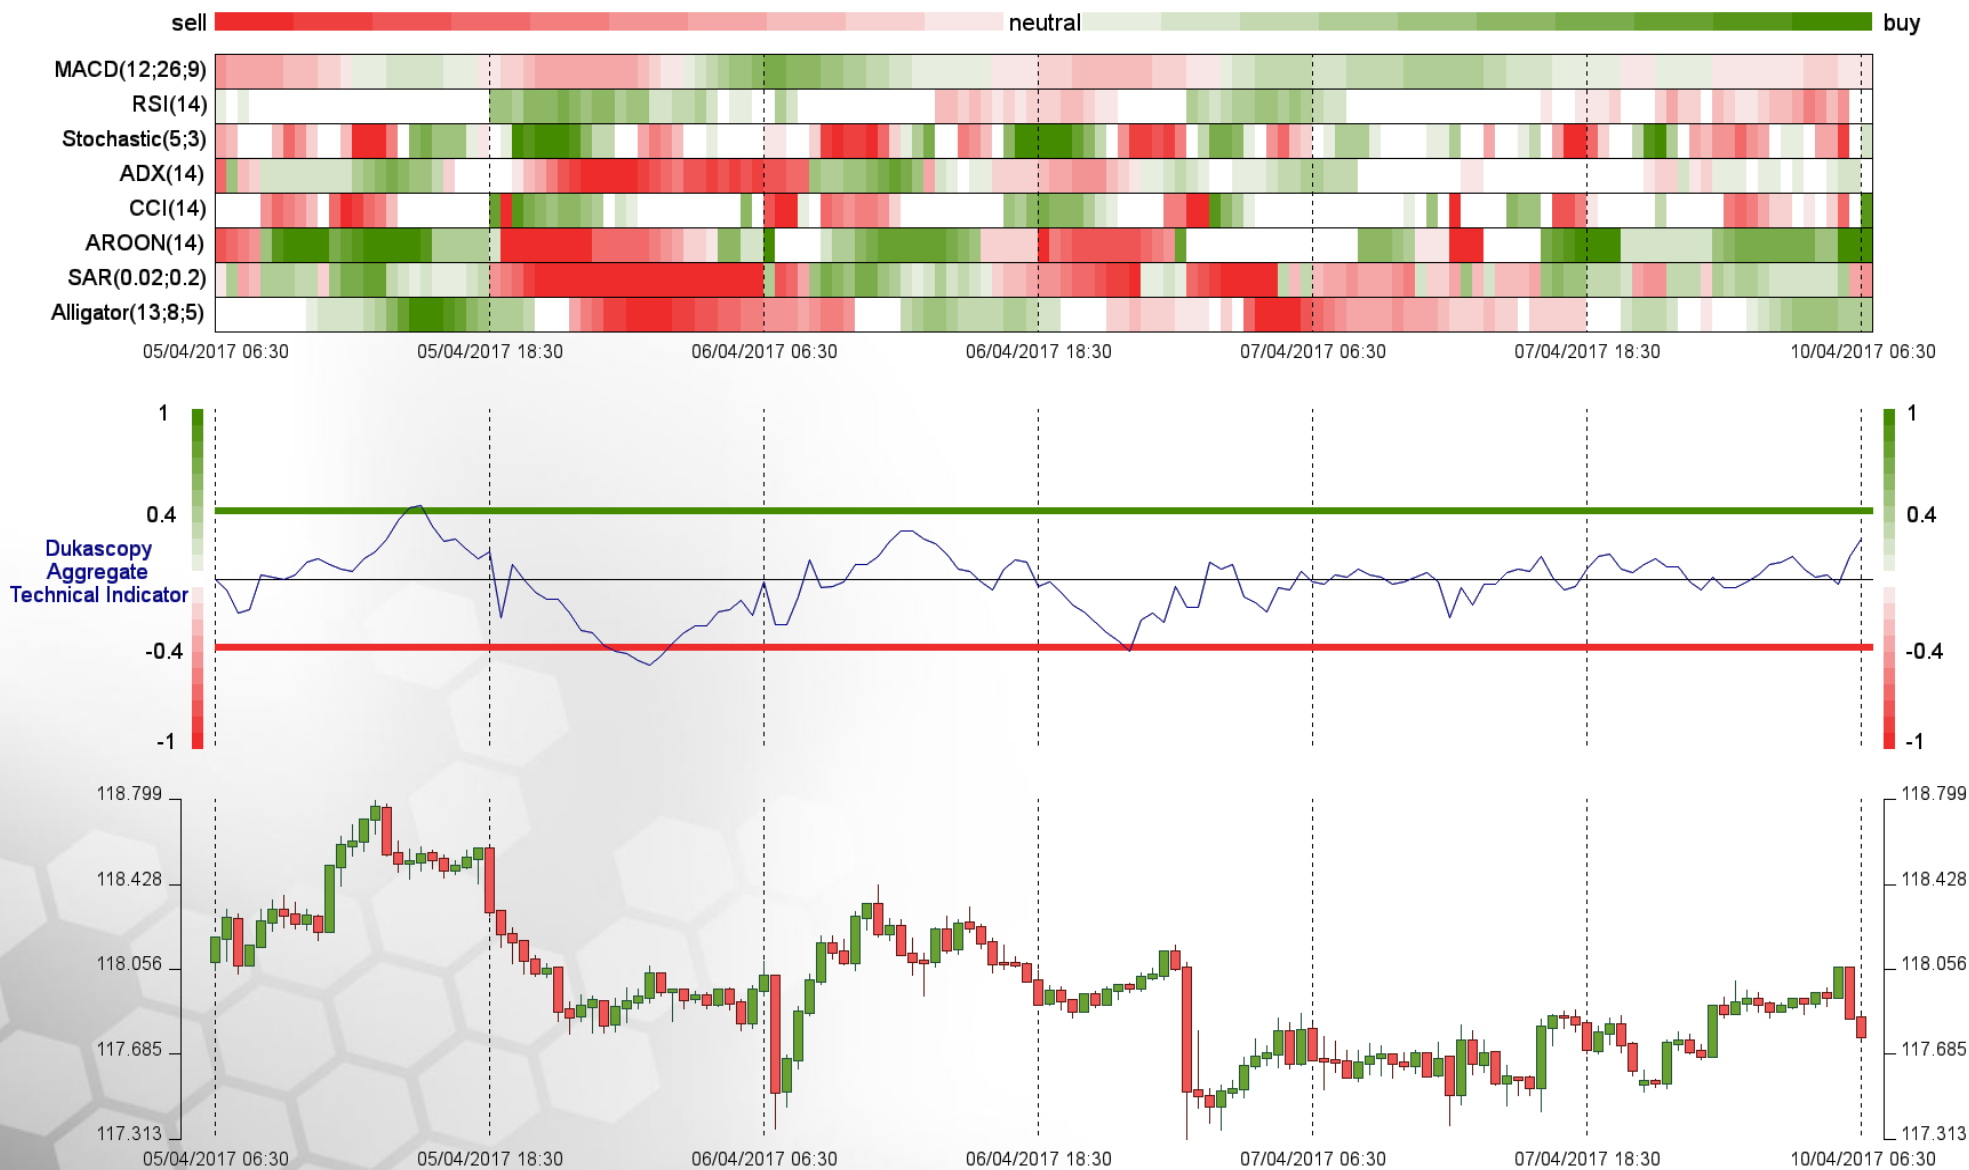 sell neutral buy
MACD(12;26;9)
RSI(14)
Stochastic(5;3)
ADX(14)
CCI(14)
AROON(14)
SAR(0.02;0.2)
Alligator(13;8;5)
05/04/2017 06:30 05/04/2017 18:30 06/04/2017 06:30 06/04/2017 18:30 07/04/2017 06:30 07/04/2017 18:30 10/04/2017 06:30
1 1
0.4 0.4
Dukascopy
Aggregate
Technical Indicator
-0.4 -0.4
-1 -1
118.799 118.799
118.428 118.428
118.056 118.056
117.685 117.685
117.313 117.313
05/04/2017 06:30 05/04/2017 18:30 06/04/2017 06:30 06/04/2017 18:30 07/04/2017 06:30 07/04/2017 18:30 10/04/2017 06:30